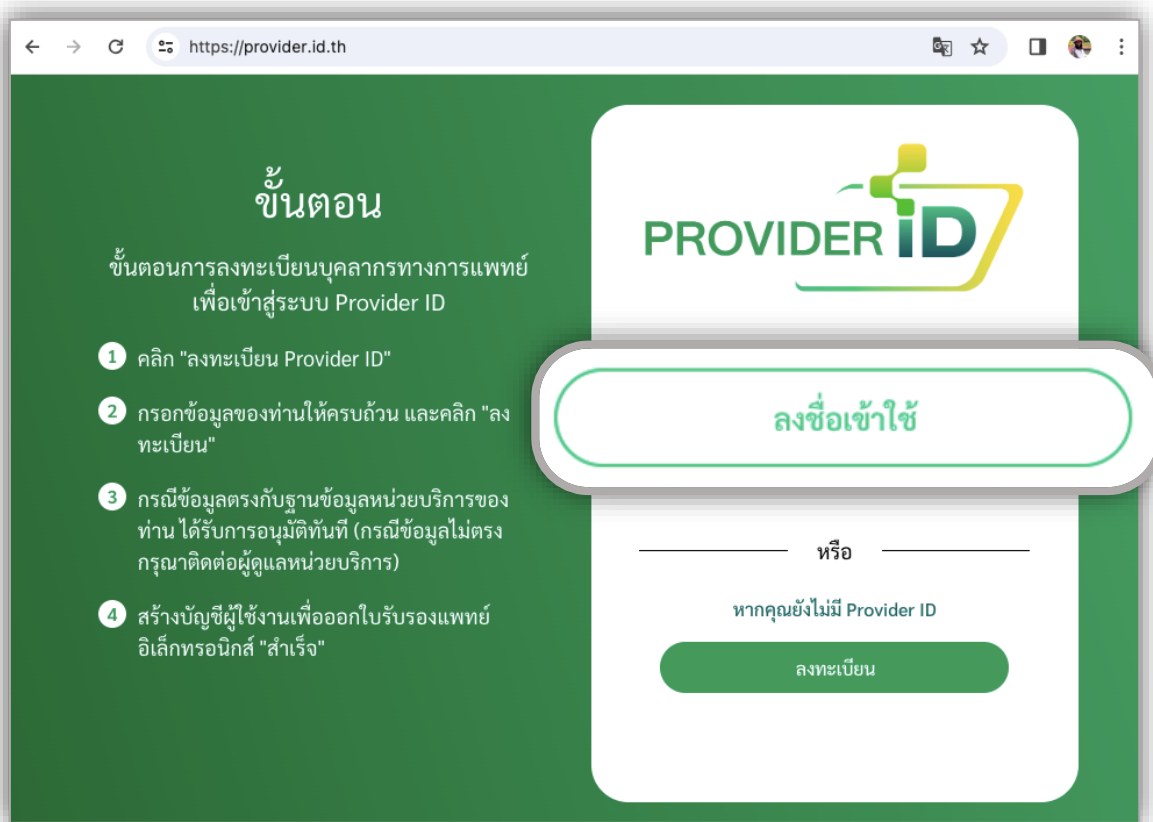 https://provider.id.th
ขั้นตอน
ขั้นตอนการลงทะเบียนบุคลากรทางการแพทย์
เพื่อเข้าสู่ระบบ Provider ID
1 คลิก "ลงทะเบียน Provider ID"
2 กรอกข้อมูลของท่านให้ครบถ้วน และคลิก "ลง
ทะเบียน"
3 กรณีข้อมูลตรงกับฐานข้อมูลหน่วยบริการของ
ท่าน ได้รับการอนุมัติทันที (กรณีข้อมูลไม่ตรง
กรุณาติดต่อผู้ดูแลหน่วยบริการ)
4 สร้างบัญชีผู้ใช้งานเพื่อออกใบรับรองแพทย์
อิเล็กทรอนิกส์ "สำเร็จ"
PROVIDER iD
ลงชื่อเข้าใช้
หรือ
หากคุณยังไม่มี Provider ID
ลงทะเบียน